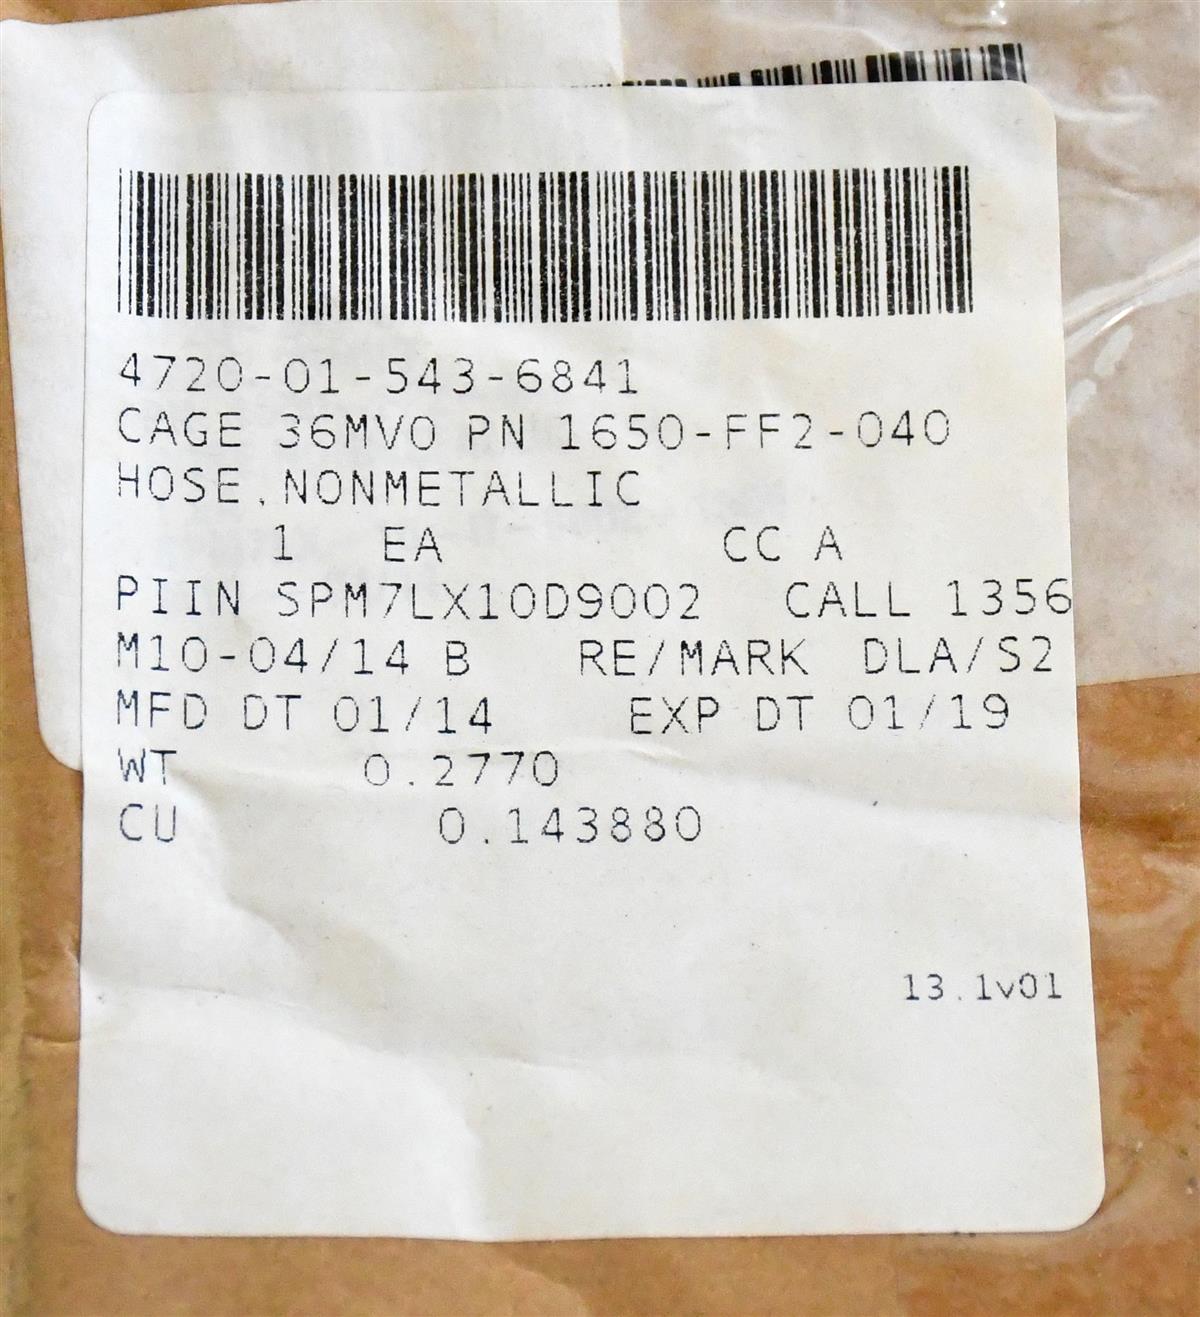 4720-01-543-6841
CAGE 36MV0 PN 1650-FF2-040
HOSE,NONMETALLIC
1 EA CC A
PIIN SPM7LX10D9002 CALL 1356
M10-04/14 B RE/MARK DLA/S2
MFD DT 01/14 EXP DT 01/19
WT 0.2770
CU 0.143880
13.1v01